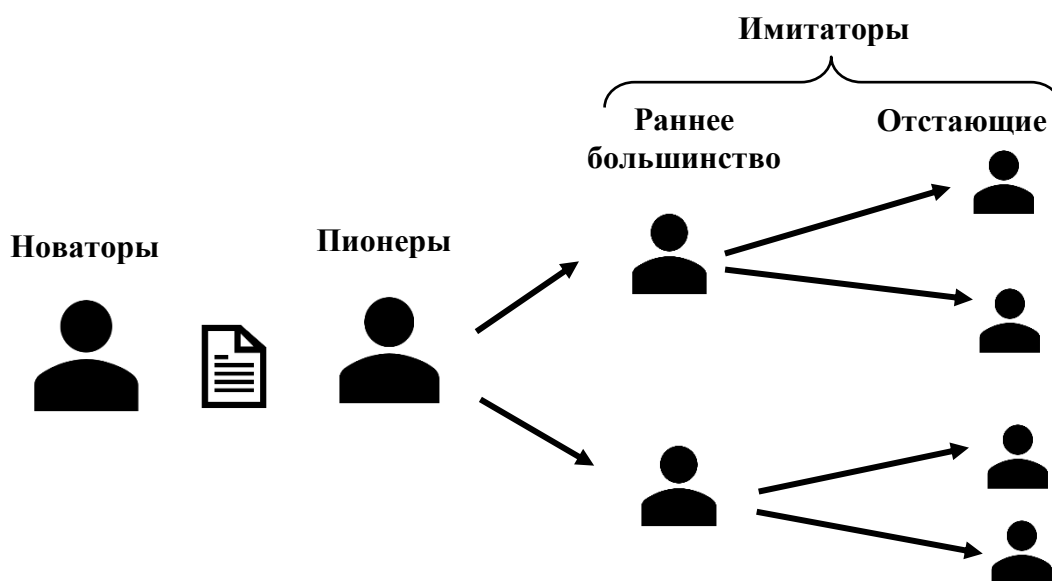 Имитаторы
Раннее
большинство
Отстающие
Новаторы
Пионеры